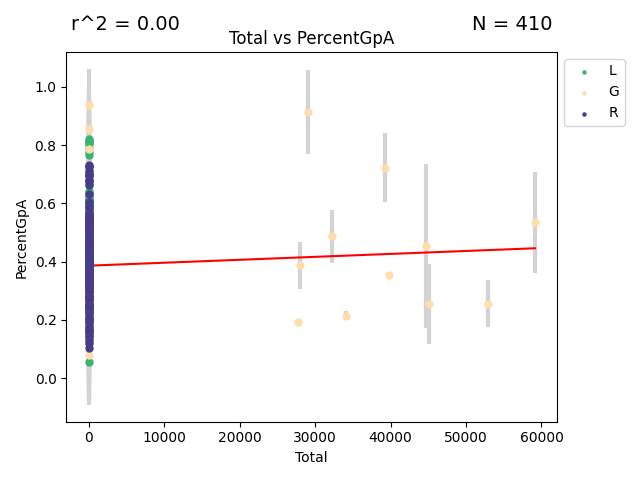 r^2 = 0.00
N = 410
Total vs PercentGpA
L
G
R
PercentGpA
1.0
0.8
0.6
0.4
0.2
0.0
0
10000
20000
30000
40000
50000
60000
Total